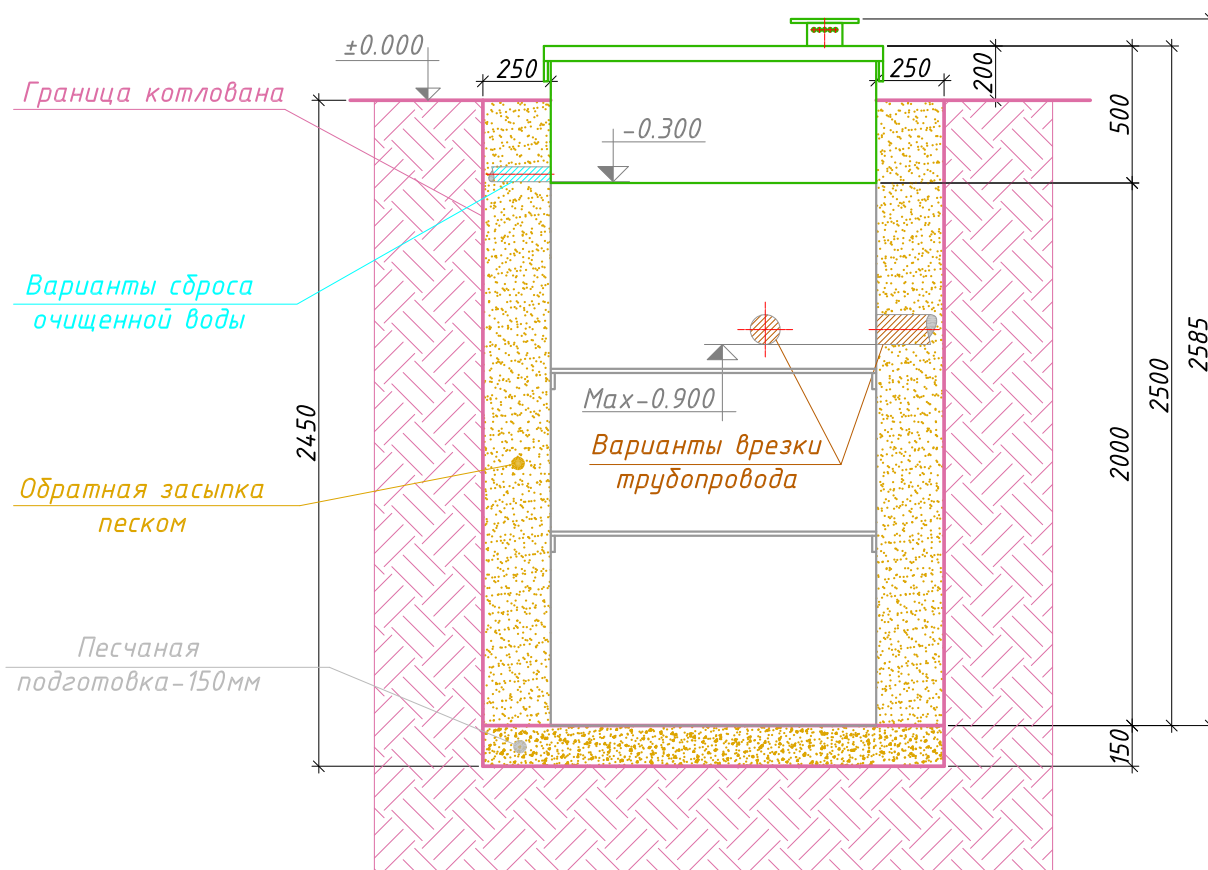 ±0.000
Граница котлована
250
250
200
500
-0.300
Варианты сброса
очищенной воды
2585
2500
Max-0.900
2450
Варианты врезки
трубопровода
2000
Обратная засыпка
песком
Песчаная
подготовка-150мм
150